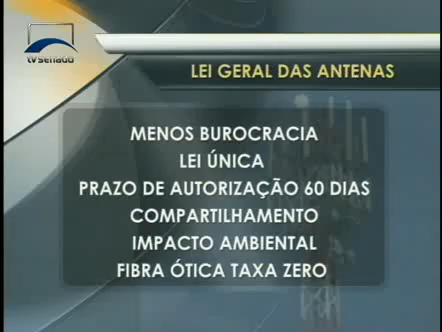 tv senado
LEI GERAL DAS ANTENAS
MENOS BUROCRACIA
LEI ÚNICA
PRAZO DE AUTORIZAÇÃO 60 DIAS
COMPARTILHAMENTO
IMPACTO AMBIENTAL
FIBRA ÓTICA TAXA ZERO